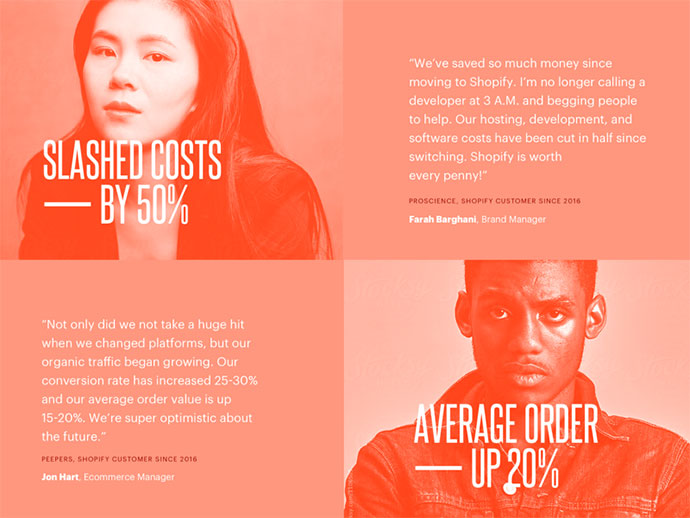 SLASHED COSTS
— BY 50%
“We’ve saved so much money since
moving to Shopify. I’m no longer calling a
developer at 3 A.M. and begging people
to help. Our hosting, development, and
software costs have been cut in half since
switching. Shopify is worth
every penny!”
PROSCIENCE, SHOPIFY CUSTOMER SINCE 2016
Farah Barghani, Brand Manager
“Not only did we not take a huge hit
when we changed platforms, but our
organic traffic began growing. Our
conversion rate has increased 25-30%
and our average order value is up
15-20%. We’re super optimistic about
the future.”
PEEPERS, SHOPIFY CUSTOMER SINCE 2016
Jon Hart, Ecommerce Manager
Stocksy
AVERAGE ORDER
— UP 20%